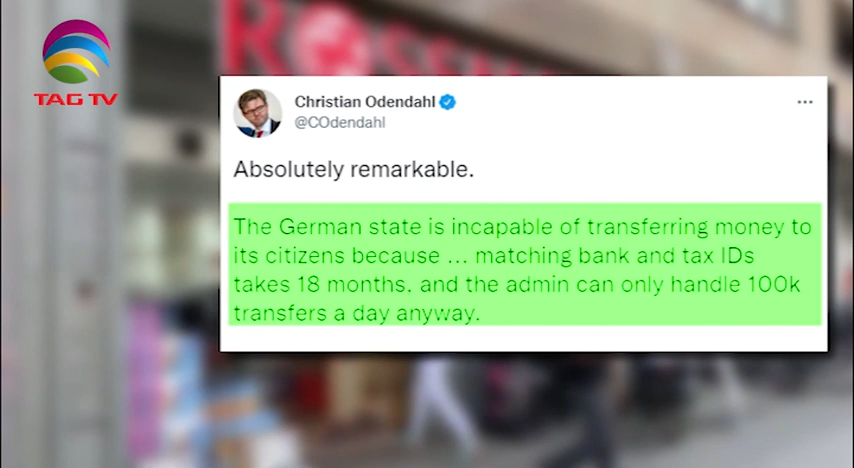 TAG TV
Christian Odendahl
@COdendahl
Absolutely remarkable.
The German state is incapable of transferring money to
its citizens because ... matching bank and tax IDs
takes 18 months. and the admin can only handle 100k
transfers a day anyway.